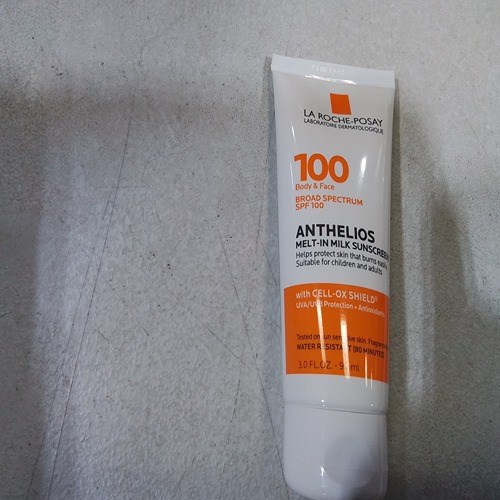 LA ROCHE-POSAY
LABORATOIRE DERMATOLOGIQUE
100
Body & Face
BROAD SPECTRUM
SPF 100
ANTHELIOS
MELT-IN MILK SUNSCREEN
Helps protect skin that burns easily
Suitable for children and adults
with CELL-OX SHIELD®
UVA/UVB Protection + Antioxidants
Tested on sun sensitive skin.
WATER RESISTANT (80 MINUTES)
3.0 FL.OZ. -